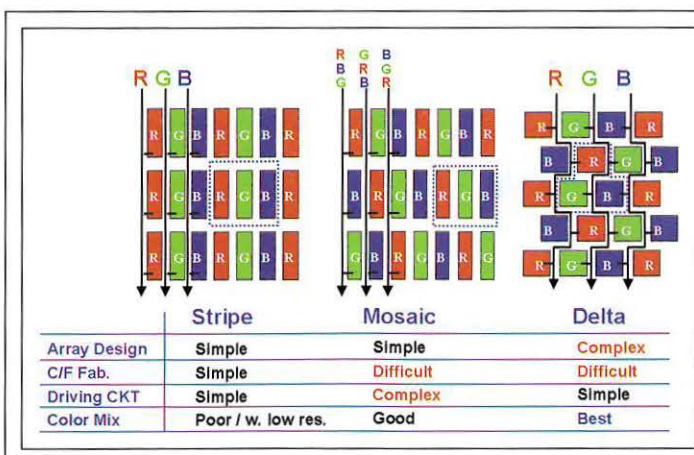 R G B
R G B
B R G
G B R
R G B
R G B R G B R
R G B R G B R
R G B R G B R
R G B R G B R
B R G B R G B
G B R G B R G
R G B R
B R G B
R G B R
B R G B
R G B R
Stripe Mosaic Delta
Array Design Simple Simple Complex
C/F Fab. Simple Difficult Difficult
Driving CKT Simple Complex Simple
Color Mix Poor / w. low res. Good Best